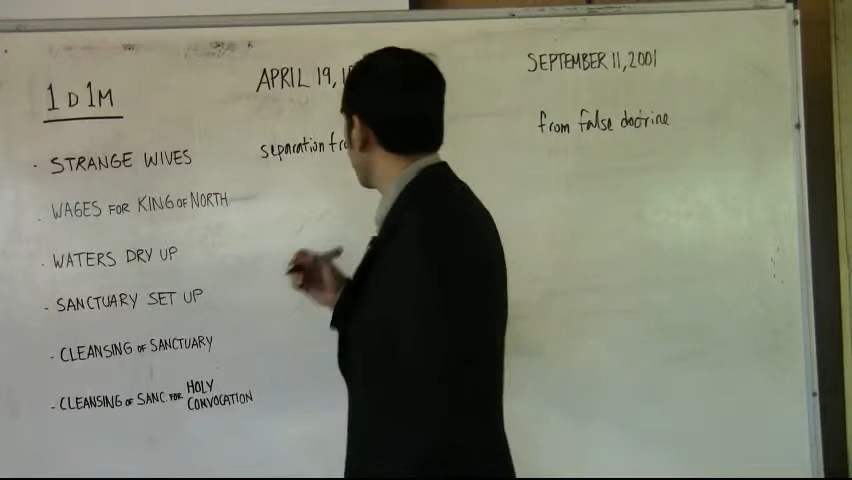 1 D 1M
· STRANGE WIVES
· WAGES FOR KING OF NORTH
· WATERS DRY UP
· SANCTUARY SET UP
· CLEANSING OF SANCTUARY
· CLEANSING OF SANC. FOR HOLY
CONVOCATION
APRIL 19,
separation
SEPTEMBER 11, 2001
from false doctrine